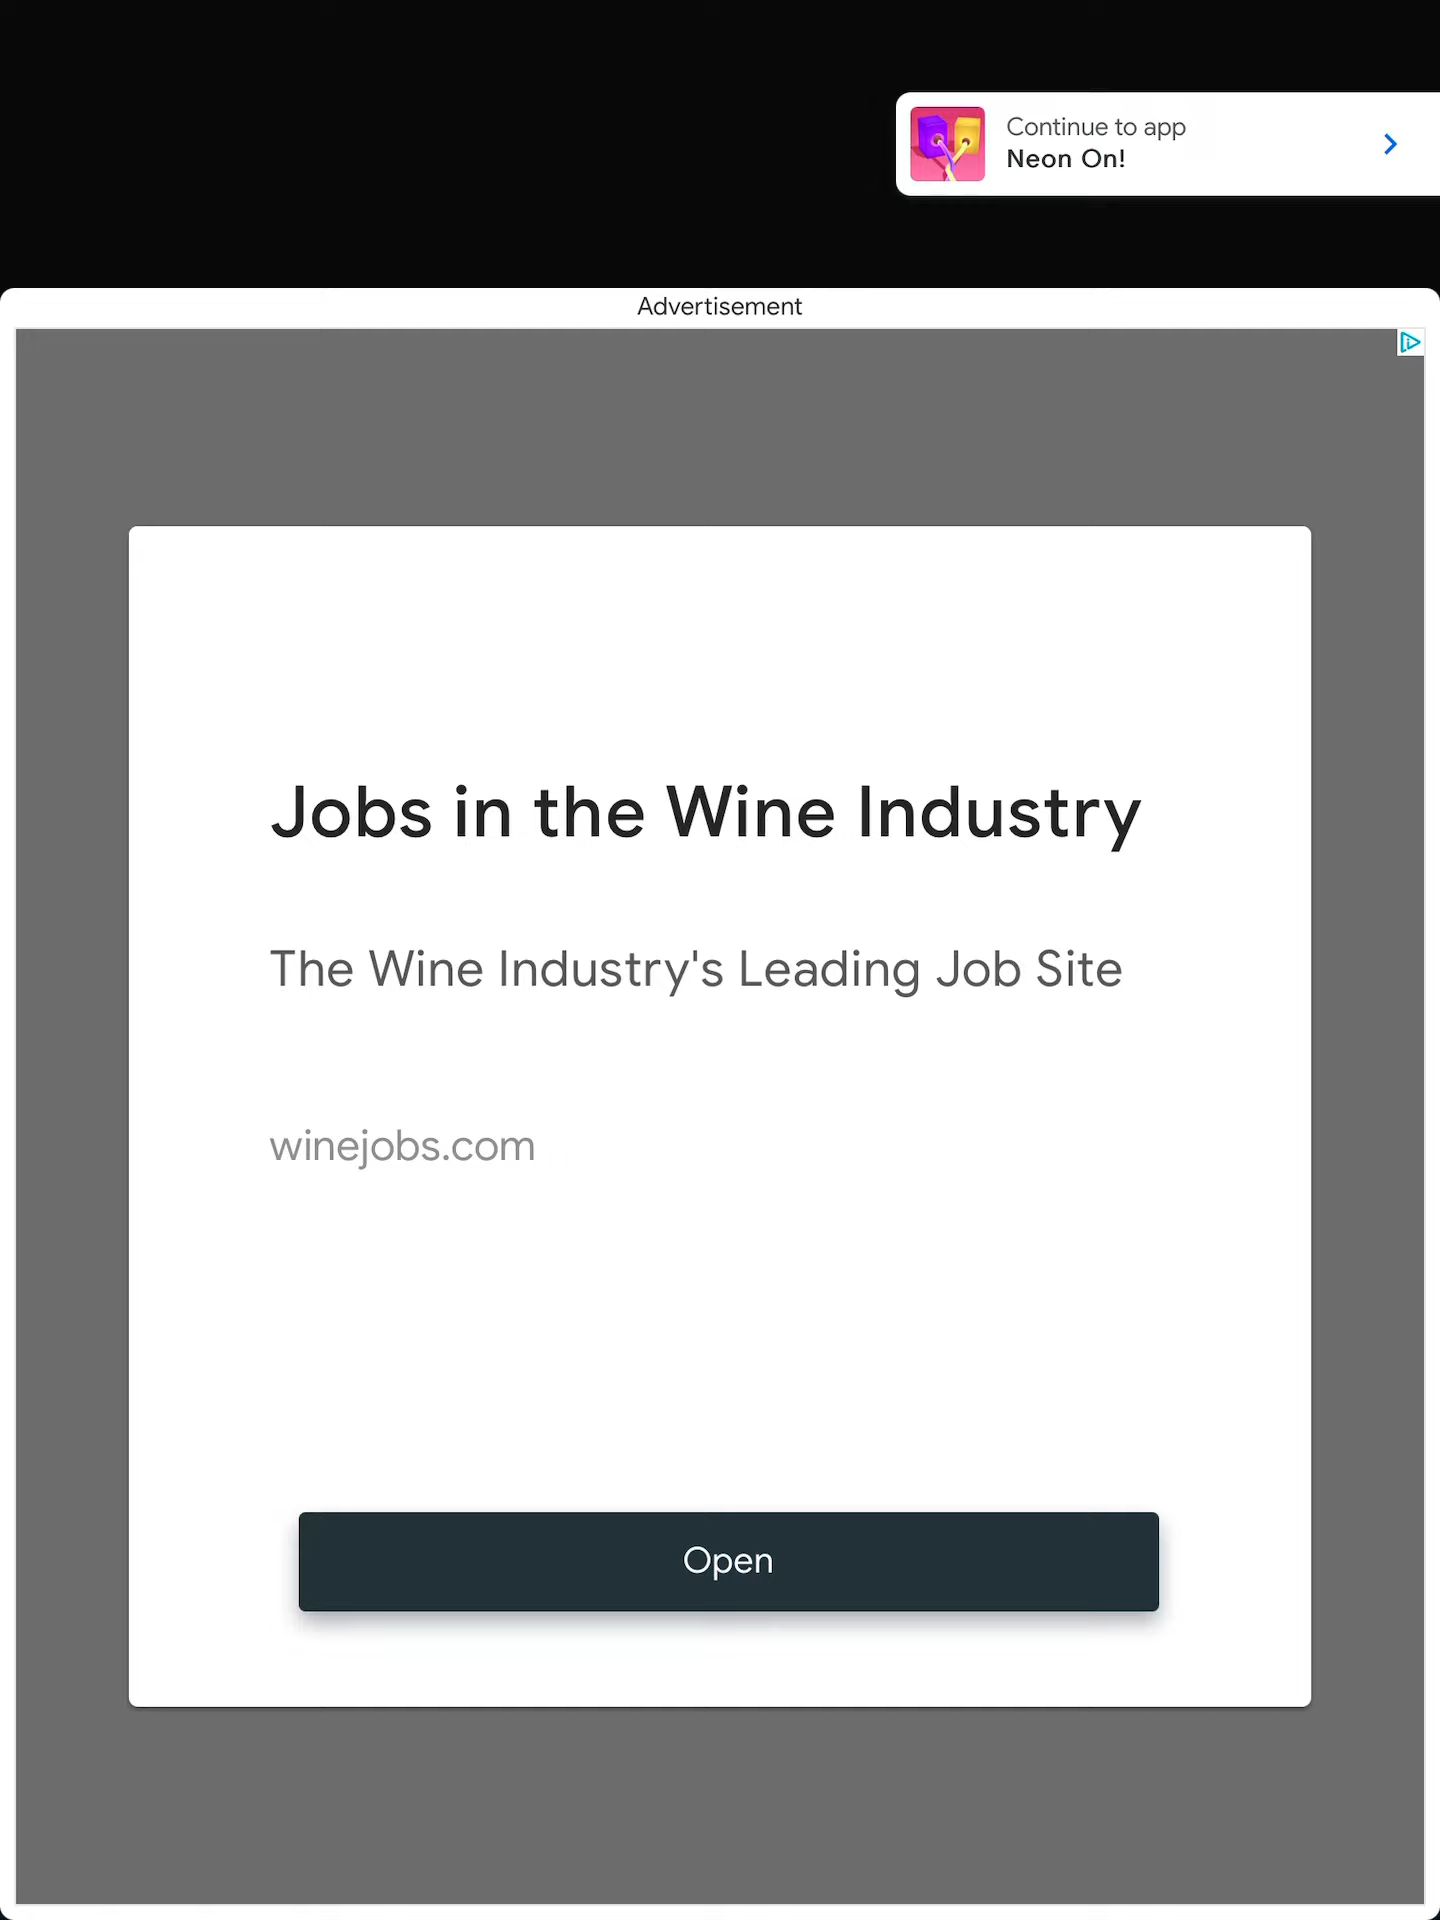 Continue to app
Neon On!
Advertisement
Jobs in the Wine Industry
The Wine Industry's Leading Job Site
winejobs.com
Open